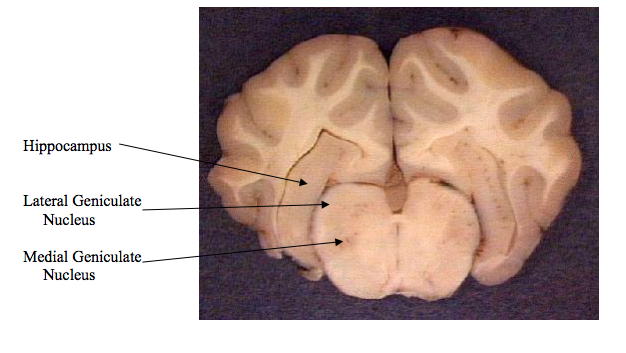 Hippocampus
Lateral Geniculate
Nucleus
Medial Geniculate
Nucleus